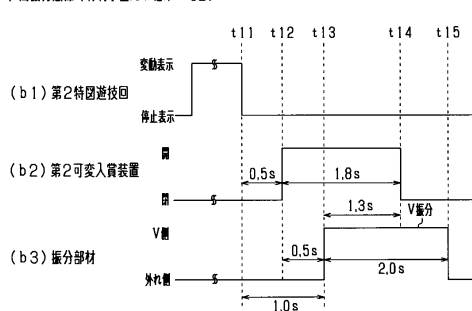 t11 t12 t13 t14 t15
変動表示
(b1)第2特図遊技回
停止表示
開
(b2)第2可変入賞装置
0,5s 1,8s
閉
1,3s V振分
V側
(b3)振分部材
0,5s 2,0s
外れ側
1,0s